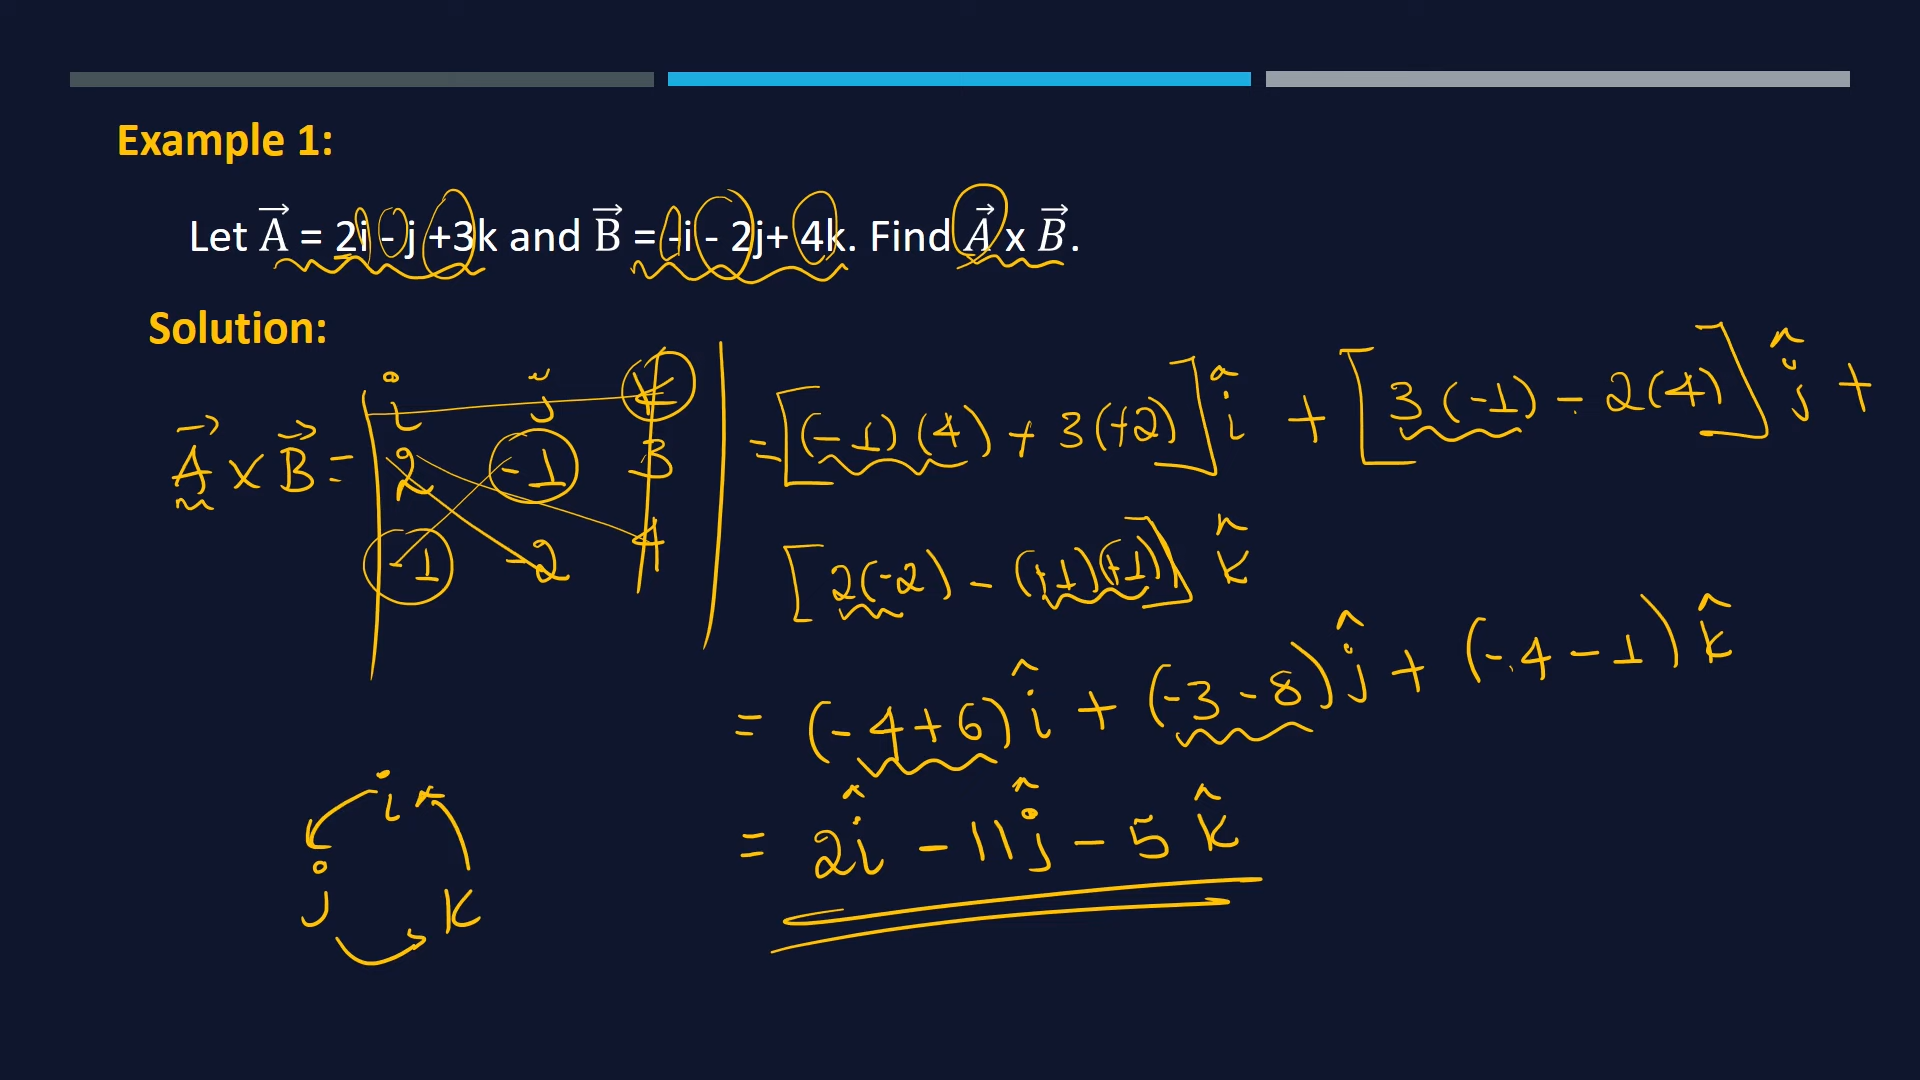 Example 1:
Let A⃗ = 2i - j +3k and B⃗ = -i - 2j+ 4k. Find A⃗ x B⃗.
Solution:
A⃗ x B⃗ = | i j k |
| 2 -1 3 |
| -1 -2 4 |
= [(-1)(4) + 3(+2)] î + [3(-1) - 2(4)] ĵ +
[2(-2) - (+1)(+1)] k̂
= (-4+6) î + (-3-8) ĵ + (-4-1) k̂
= 2î - 11ĵ - 5k̂
i
j k